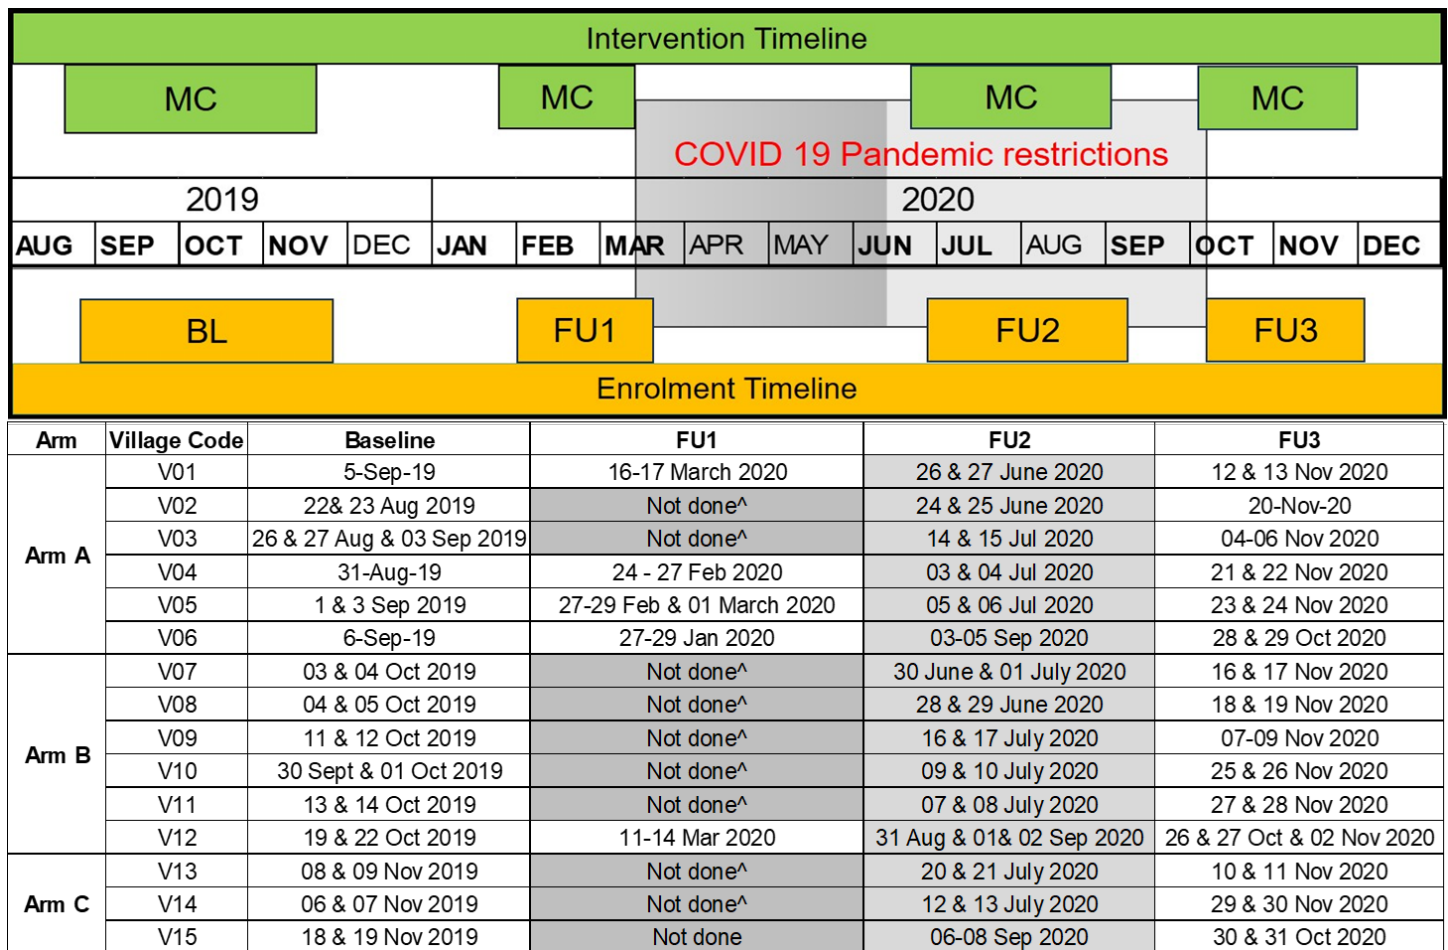 Intervention Timeline
MC MC MC MC
COVID 19 Pandemic restrictions
2019 2020
AUG SEP OCT NOV DEC JAN FEB MAR APR MAY JUN JUL AUG SEP OCT NOV DEC
BL FU1 FU2 FU3
Enrolment Timeline
Arm Village Code Baseline FU1 FU2 FU3
V01 5-Sep-19 16-17 March 2020 26 & 27 June 2020 12 & 13 Nov 2020
V02 22& 23 Aug 2019 Not done^ 24 & 25 June 2020 20-Nov-20
V03 26 & 27 Aug & 03 Sep 2019 Not done^ 14 & 15 Jul 2020 04-06 Nov 2020
Arm A
V04 31-Aug-19 24 - 27 Feb 2020 03 & 04 Jul 2020 21 & 22 Nov 2020
V05 1 & 3 Sep 2019 27-29 Feb & 01 March 2020 05 & 06 Jul 2020 23 & 24 Nov 2020
V06 6-Sep-19 27-29 Jan 2020 03-05 Sep 2020 28 & 29 Oct 2020
V07 03 & 04 Oct 2019 Not done^ 30 June & 01 July 2020 16 & 17 Nov 2020
V08 04 & 05 Oct 2019 Not done^ 28 & 29 June 2020 18 & 19 Nov 2020
V09 11 & 12 Oct 2019 Not done^ 16 & 17 July 2020 07-09 Nov 2020
Arm B
V10 30 Sept & 01 Oct 2019 Not done^ 09 & 10 July 2020 25 & 26 Nov 2020
V11 13 & 14 Oct 2019 Not done^ 07 & 08 July 2020 27 & 28 Nov 2020
V12 19 & 22 Oct 2019 11-14 Mar 2020 31 Aug & 01& 02 Sep 2020 26 & 27 Oct & 02 Nov 2020
V13 08 & 09 Nov 2019 Not done^ 20 & 21 July 2020 10 & 11 Nov 2020
Arm C V14 06 & 07 Nov 2019 Not done^ 12 & 13 July 2020 29 & 30 Nov 2020
V15 18 & 19 Nov 2019 Not done 06-08 Sep 2020 30 & 31 Oct 2020